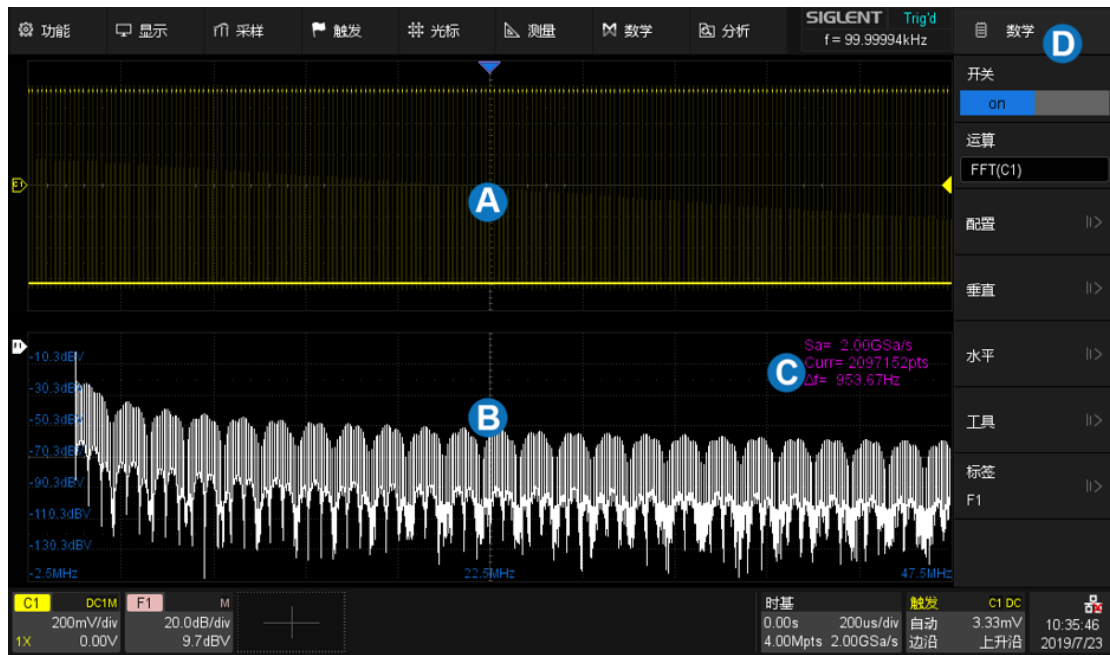 功能 显示 采样 触发 光标 测量 数学 分析 SIGLENT Trig'd
f = 99.99994kHz
数学
D
开关
on
运算
FFT(C1)
配置
垂直
水平
工具
标签
F1
A
C1
F1
-10.3dBV
-30.3dBV
-50.3dBV
-70.3dBV
-90.3dBV
-110.3dBV
-130.3dBV
-2.5MHz 22.5MHz 47.5MHz
B
Sa= 2.00GSa/s
Curr= 2097152pts
Δf= 953.67Hz
C
C1 DC1M
200mV/div
1X 0.00V
F1 M
20.0dB/div
9.7dBV
时基
0.00s 200us/div
4.00Mpts 2.00GSa/s
触发 C1 DC
自动 3.33mV
边沿 上升沿
10:35:46
2019/7/23